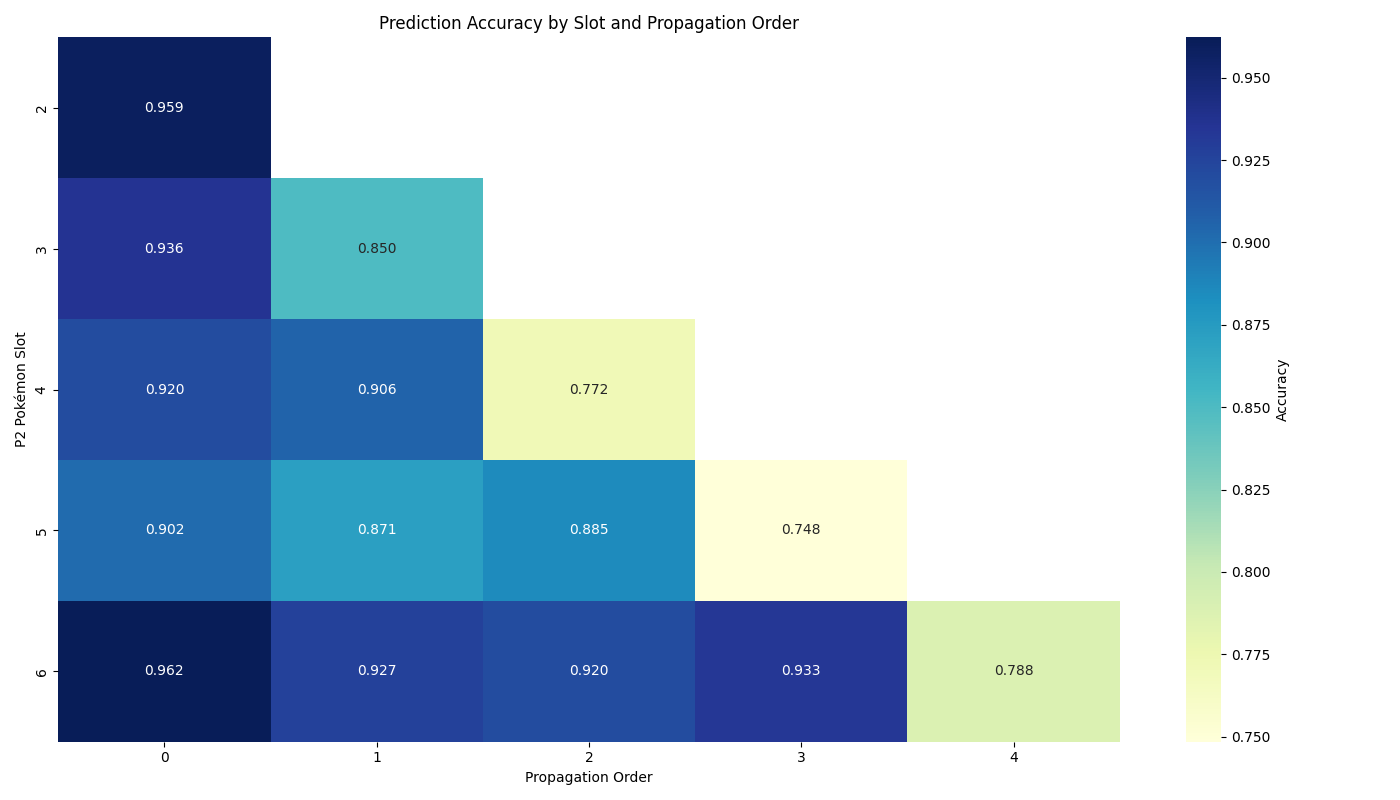 Prediction Accuracy by Slot and Propagation Order
P2 Pokémon Slot
2
0.959
3
0.936 0.850
4
0.920 0.906 0.772
5
0.902 0.871 0.885 0.748
6
0.962 0.927 0.920 0.933 0.788
0 1 2 3 4
Propagation Order
0.950
0.925
0.900
0.875
0.850
0.825
0.800
0.775
0.750
Accuracy